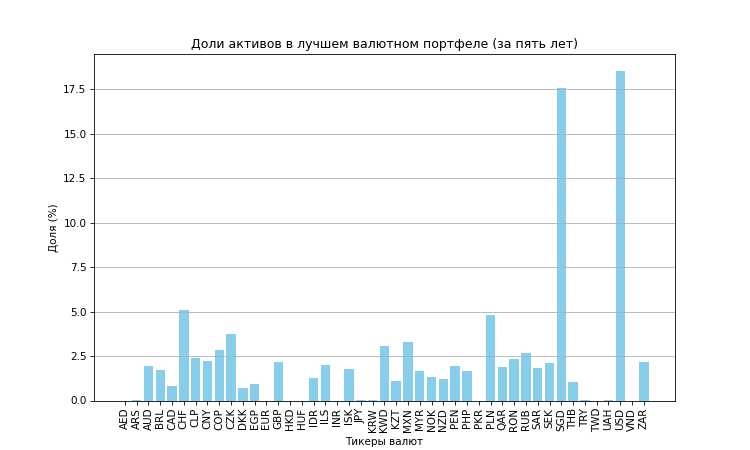 Доли активов в лучшем валютном портфеле (за пять лет)
Доля (%)
17.5
15.0
12.5
10.0
7.5
5.0
2.5
0.0
AED ARS AUD BRL CAD CHF CLP CNY COP CZK DKK EGP EUR GBP HKD HUF IDR ILS INR ISK JPY KRW KWD KZT MXN MYR NOK NZD PEN PHP PKR PLN QAR RON RUB SAR SEK SGD THB TRY TWD UAH USD VND ZAR
Тикеры валют